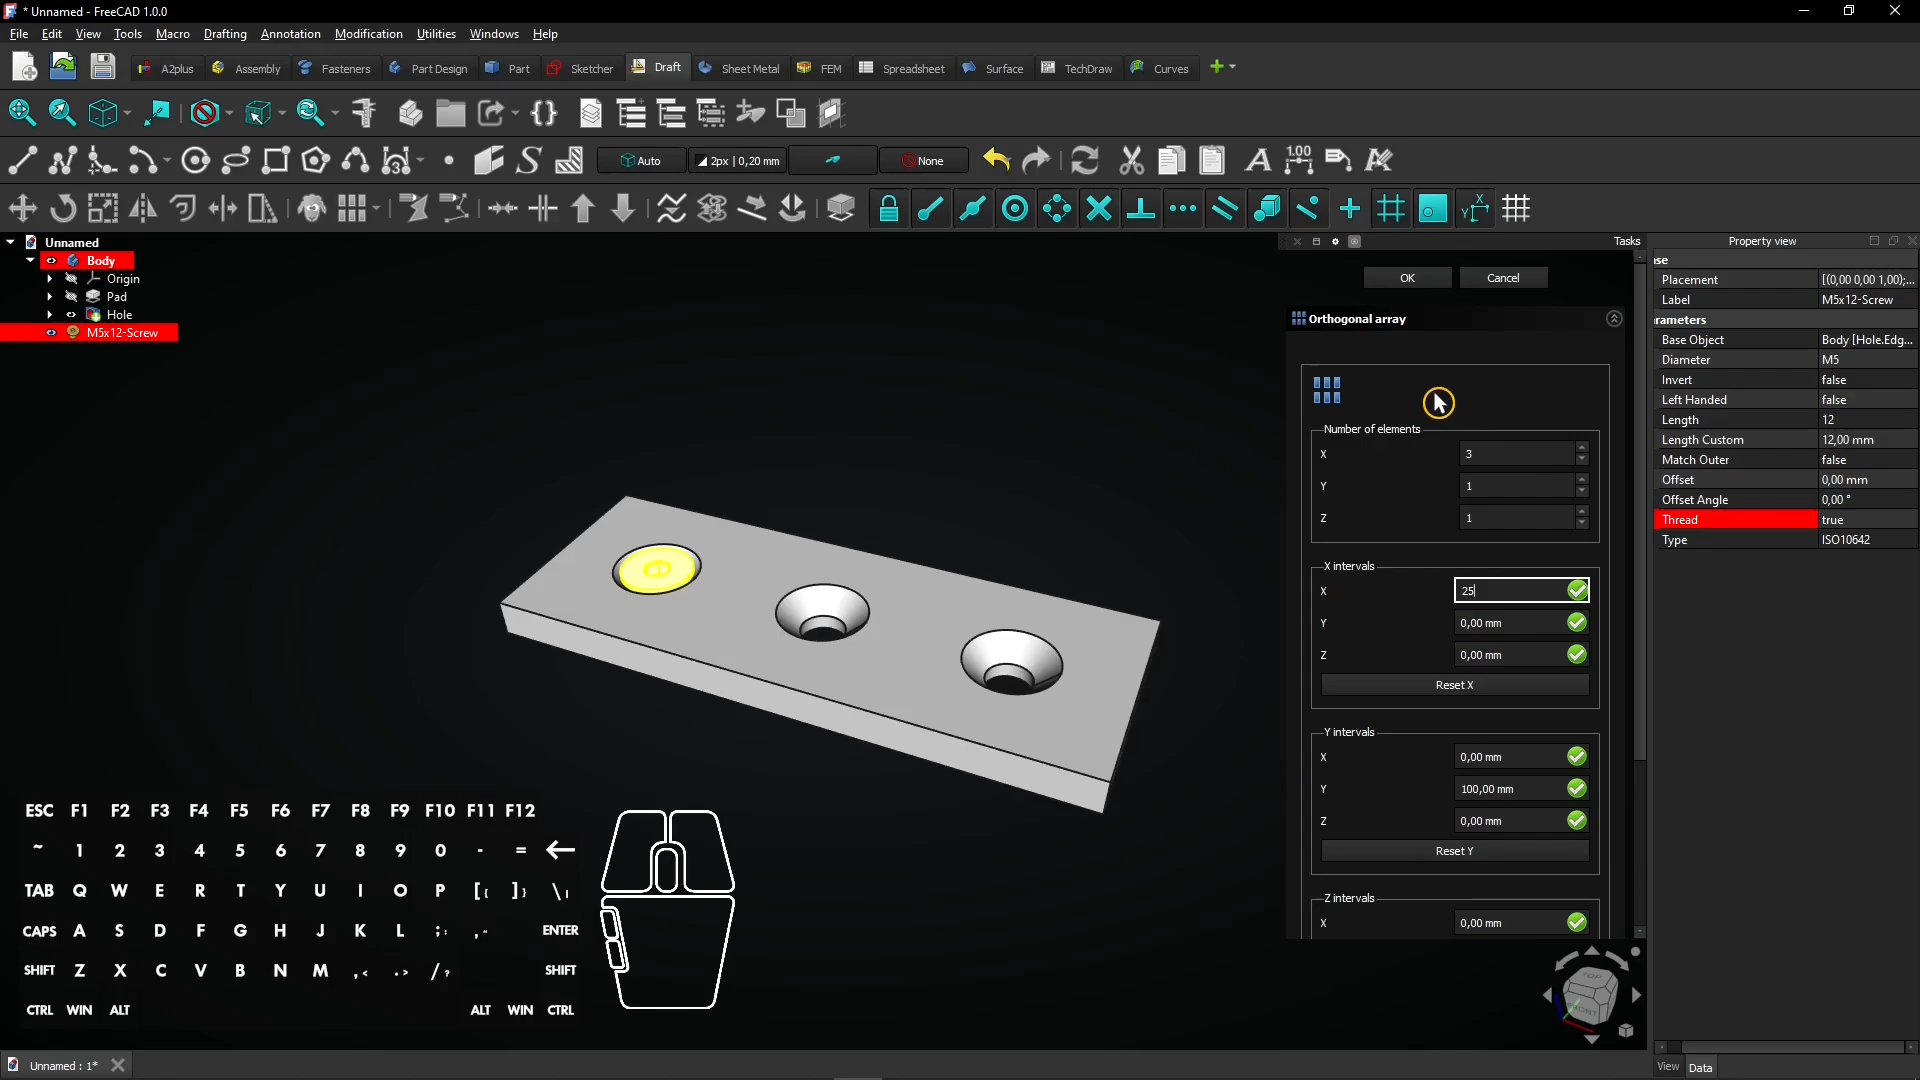 * Unnamed - FreeCAD 1.0.0
File Edit View Tools Macro Drafting Annotation Modification Utilities Windows Help
A2plus Assembly Fasteners Part Design Part Sketcher Draft Sheet Metal FEM Spreadsheet Surface TechDraw Curves
Auto 2px | 0,20 mm None 1.00
Unnamed
Body
Origin
Pad
Hole
M5x12-Screw
Tasks
OK Cancel
Orthogonal array
Number of elements
X 3
Y 1
Z 1
X intervals
X 25
Y 0,00 mm
Z 0,00 mm
Reset X
Y intervals
X 0,00 mm
Y 100,00 mm
Z 0,00 mm
Reset Y
Z intervals
X 0,00 mm
Property view
se
Placement [(0,00 0,00 1,00);...
Label M5x12-Screw
rameters
Base Object Body [Hole.Edg...
Diameter M5
Invert false
Left Handed false
Length 12
Length Custom 12,00 mm
Match Outer false
Offset 0,00 mm
Offset Angle 0,00 °
Thread true
Type ISO10642
ESC F1 F2 F3 F4 F5 F6 F7 F8 F9 F10 F11 F12
~ 1 2 3 4 5 6 7 8 9 0 - = ←
TAB Q W E R T Y U I O P [{ ]} \|
CAPS A S D F G H J K L ;: ,“ ENTER
SHIFT Z X C V B N M ,< .> /? SHIFT
CTRL WIN ALT ALT WIN CTRL
TOP
FRONT
Unnamed : 1*
View Data